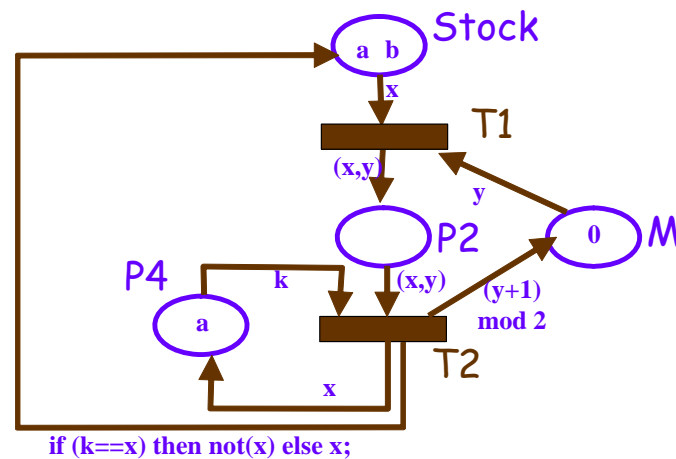 Stock
a b
x
T1
(x,y)
y
P2
0
M
P4
k
(x,y)
(y+1)
mod 2
a
T2
x
if (k==x) then not(x) else x;